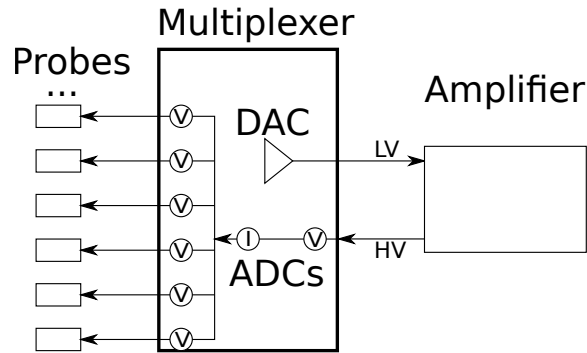 Multiplexer
Probes
...
Amplifier
DAC
LV
HV
ADCs
I
V
V
V
V
V
V
V